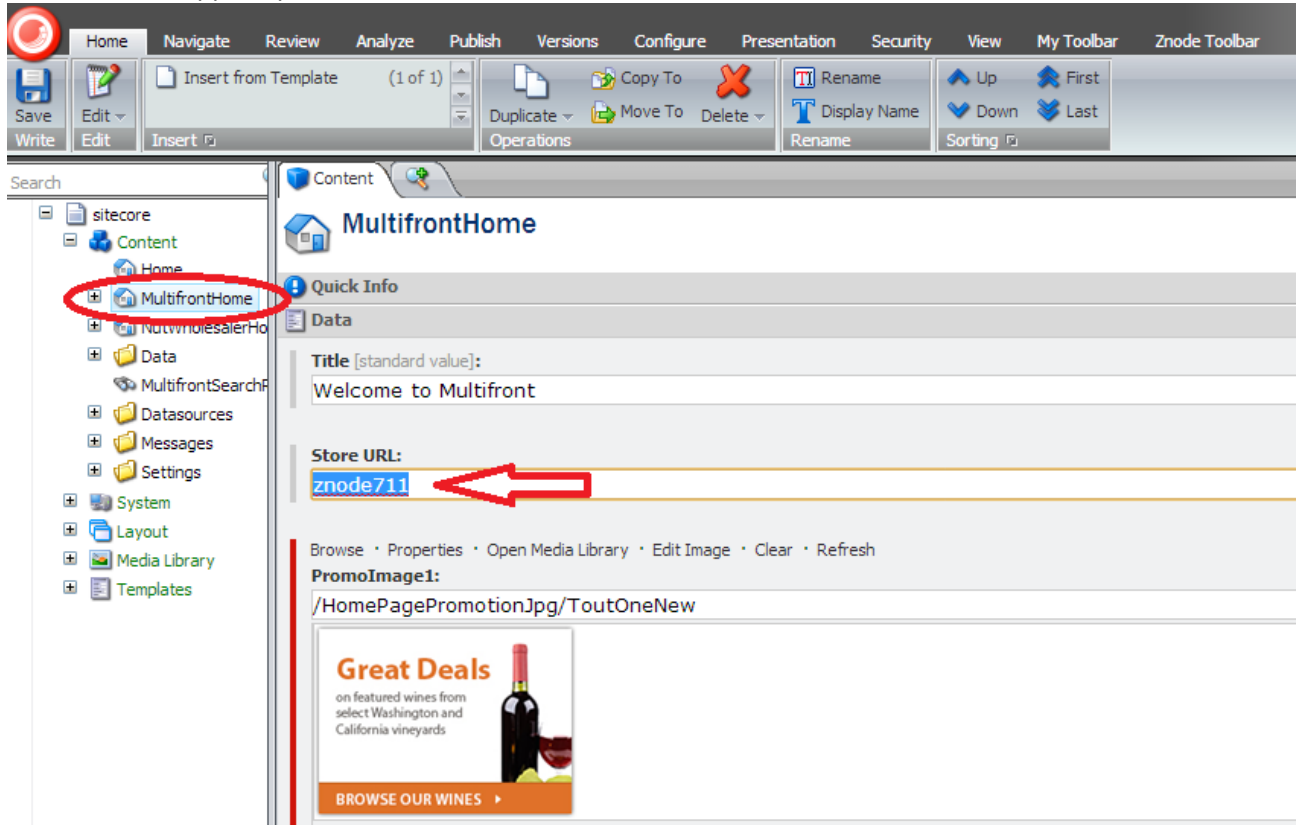 Home Navigate Review Analyze Publish Versions Configure Presentation Security View My Toolbar Znode Toolbar
Insert from Template (1 of 1) Copy To Rename Up First
Save Edit Duplicate Move To Delete Display Name Down Last
Write Edit Insert Operations Rename Sorting
Search
Content
sitecore
Content
Home
MultifrontHome
NutWholesalerHo
Data
MultifrontSearchP
Datasources
Messages
Settings
System
Layout
Media Library
Templates
MultifrontHome
Quick Info
Data
Title [standard value]:
Welcome to Multifront
Store URL:
znode711
Browse · Properties · Open Media Library · Edit Image · Clear · Refresh
PromoImage1:
/HomePagePromotionJpg/ToutOneNew
Great Deals
on featured wines from
select Washington and
California vineyards
BROWSE OUR WINES